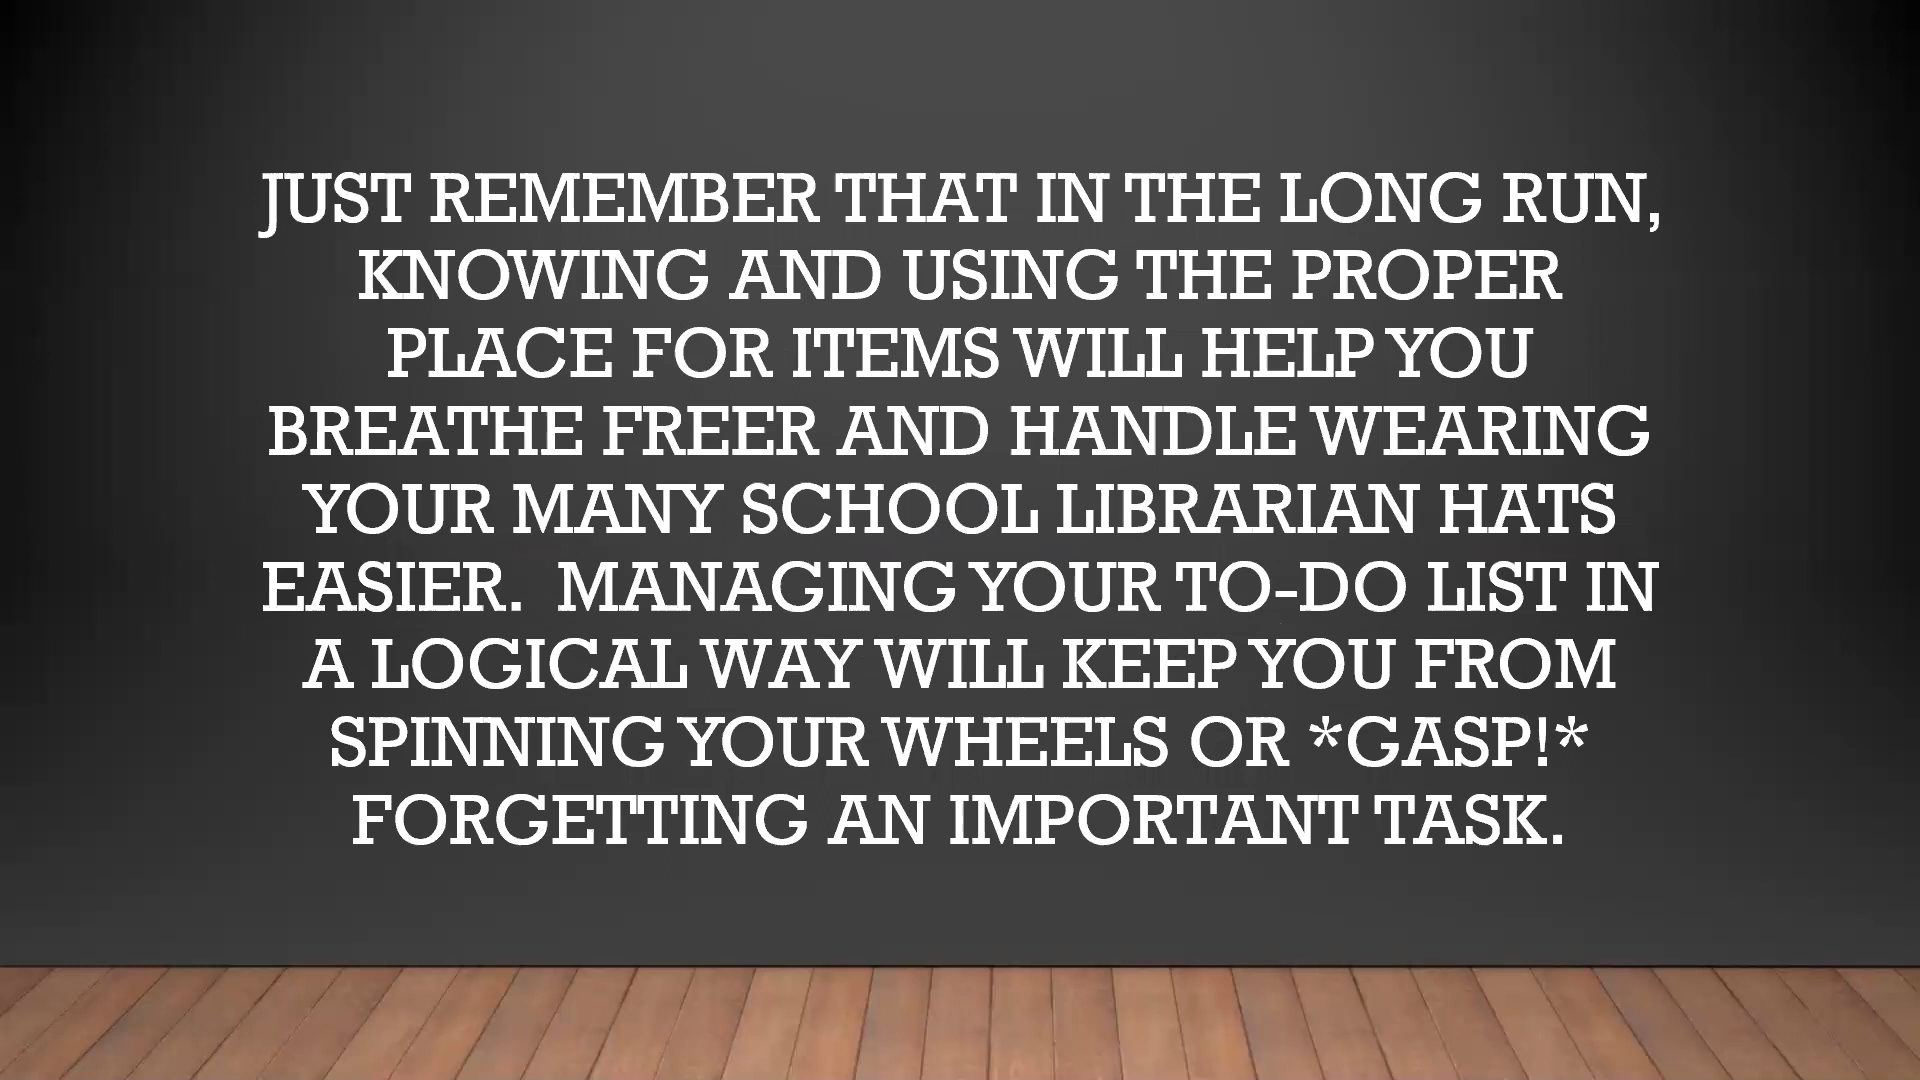 JUST REMEMBER THAT IN THE LONG RUN,
KNOWING AND USING THE PROPER
PLACE FOR ITEMS WILL HELP YOU
BREATHE FREER AND HANDLE WEARING
YOUR MANY SCHOOL LIBRARIAN HATS
EASIER.  MANAGING YOUR TO-DO LIST IN
A LOGICAL WAY WILL KEEP YOU FROM
SPINNING YOUR WHEELS OR *GASP!*
FORGETTING AN IMPORTANT TASK.